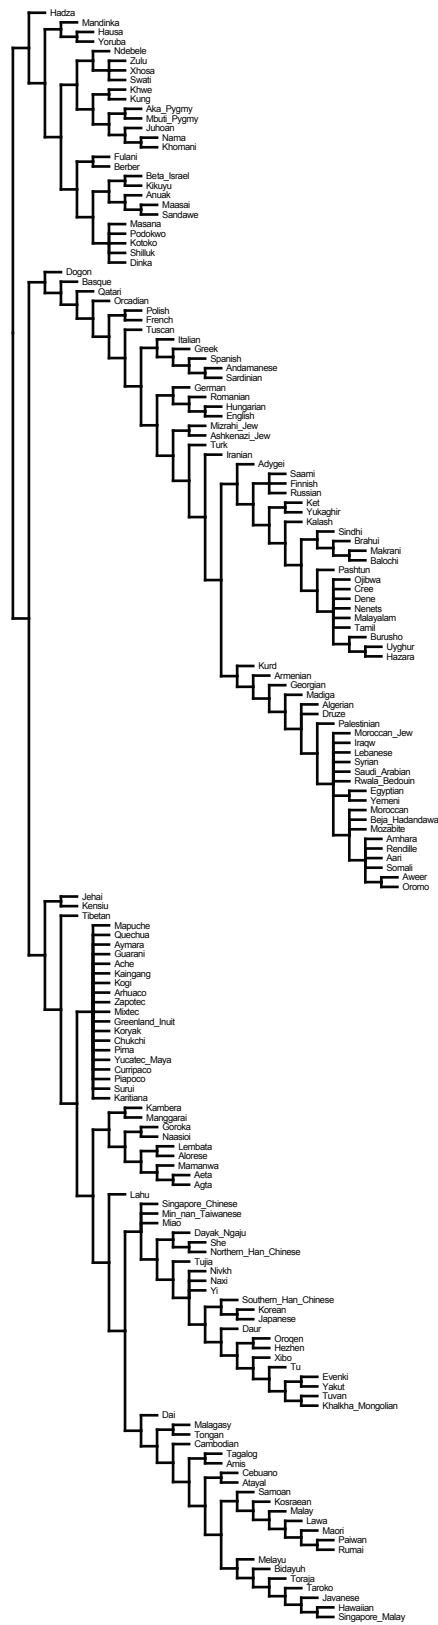 Hadza
Mandinka
Hausa
Yoruba
Ndebele
Zulu
Xhosa
Swati
Khwe
Kung
Aka_Pygmy
Mbuti_Pygmy
Juhoan
Nama
Khomani
Fulani
Berber
Beta_Israel
Kikuyu
Anuak
Maasai
Sandawe
Masana
Podokwo
Kotoko
Shilluk
Dinka
Dogon
Basque
Qatari
Orcadian
Polish
French
Tuscan
Italian
Greek
Spanish
Andamanese
Sardinian
German
Romanian
Hungarian
English
Mizrahi_Jew
Ashkenazi_Jew
Turk
Iranian
Adygei
Saami
Finnish
Russian
Ket
Yukaghir
Kalash
Sindhi
Brahui
Makrani
Balochi
Pashtun
Ojibwa
Cree
Dene
Nenets
Malayalam
Tamil
Burusho
Uyghur
Hazara
Kurd
Armenian
Georgian
Madiga
Algerian
Druze
Palestinian
Moroccan_Jew
Iraqw
Lebanese
Syrian
Saudi_Arabian
Rwala_Bedouin
Egyptian
Yemeni
Moroccan
Beja_Hadandawa
Mozabite
Amhara
Rendille
Aari
Somali
Aweer
Oromo
Jehai
Kensiu
Tibetan
Mapuche
Quechua
Aymara
Guarani
Ache
Kaingang
Kogi
Arhuaco
Zapotec
Mixtec
Greenland_Inuit
Koryak
Chukchi
Pima
Yucatec_Maya
Curripaco
Piapoco
Surui
Karitiana
Kambera
Manggarai
Goroka
Naasioi
Lembata
Alorese
Mamanwa
Aeta
Agta
Lahu
Singapore_Chinese
Min_nan_Taiwanese
Miao
Dayak_Ngaju
She
Northern_Han_Chinese
Tujia
Nivkh
Naxi
Yi
Southern_Han_Chinese
Korean
Japanese
Daur
Oroqen
Hezhen
Xibo
Tu
Evenki
Yakut
Tuvan
Khalkha_Mongolian
Dai
Malagasy
Tongan
Cambodian
Tagalog
Amis
Cebuano
Atayal
Samoan
Kosraean
Malay
Lawa
Maori
Paiwan
Rumai
Melayu
Bidayuh
Toraja
Taroko
Javanese
Hawaiian
Singapore_Malay